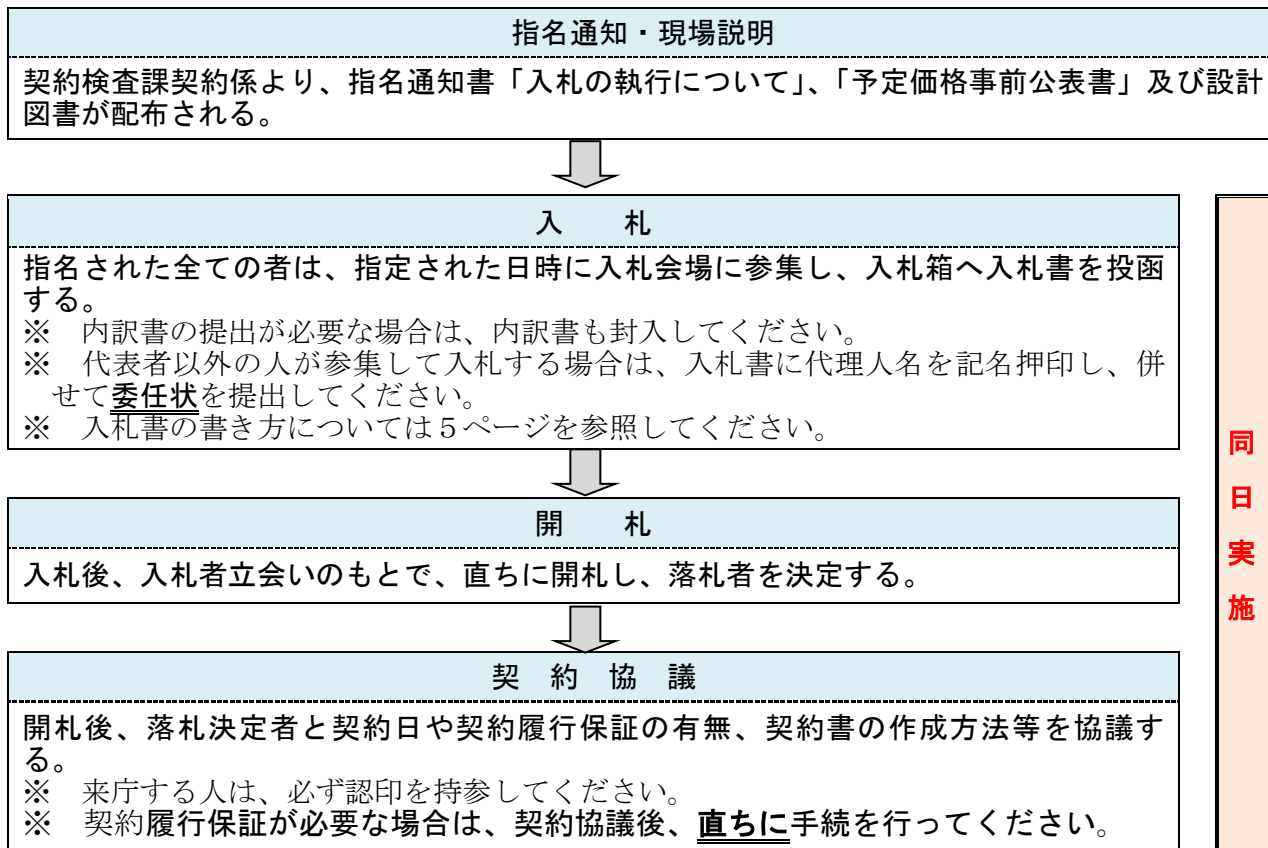 指名通知・現場説明
契約検査課契約係より、指名通知書「入札の執行について」、「予定価格事前公表書」及び設計
図書が配布される。
入　　札
指名された全ての者は、指定された日時に入札会場に参集し、入札箱へ入札書を投函
する。
※　内訳書の提出が必要な場合は、内訳書も封入してください。
※　代表者以外の人が参集して入札する場合は、入札書に代理人名を記名押印し、併
せて委任状を提出してください。
※　入札書の書き方については５ページを参照してください。
開　　札
入札後、入札者立会いのもとで、直ちに開札し、落札者を決定する。
契　約　協　議
開札後、落札決定者と契約日や契約履行保証の有無、契約書の作成方法等を協議す
る。
※　来庁する人は、必ず認印を持参してください。
※　契約履行保証が必要な場合は、契約協議後、直ちに手続を行ってください。
同
日
実
施